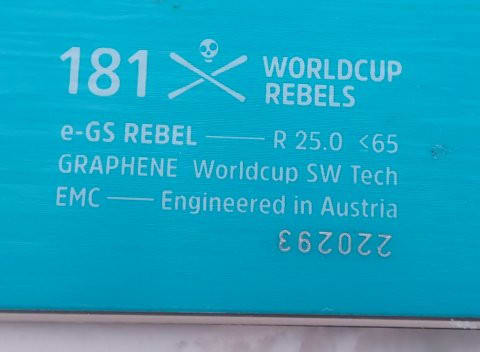 181 WORLDCUP
REBELS
e-GS REBEL — R 25.0 <65
GRAPHENE Worldcup SW Tech
EMC — Engineered in Austria
220293